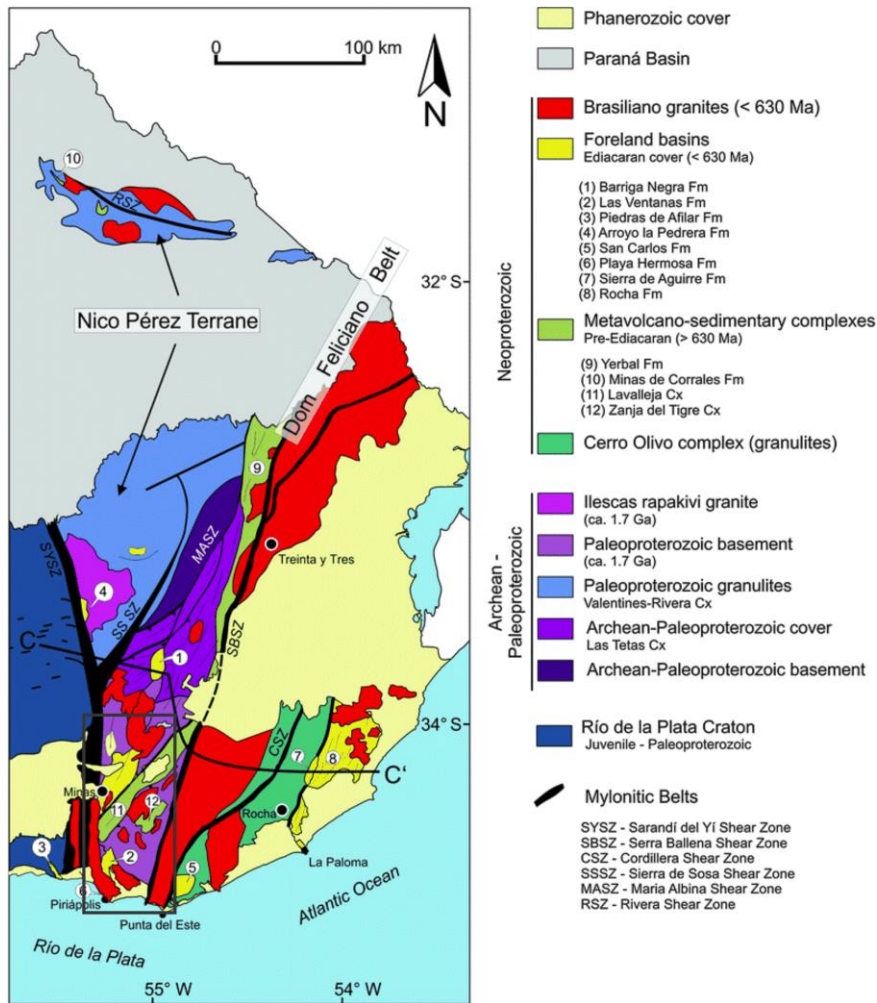 0
100 km
N
10
RSZ
Nico Pérez Terrane
Dom Feliciano Belt
32° S
9
MASZ
SYSZ
Treinta y Tres
4
SS SZ
SBSZ
C
1
34° S
CSZ
7
8
C'
Minas
12
11
Rocha
3
2
5
La Paloma
6
Piriápolis
Punta del Este
Atlantic Ocean
Río de la Plata
55° W
54° W
Phanerozoic cover
Paraná Basin
Neoproterozoic
Brasiliano granites (< 630 Ma)
Foreland basins
Ediacaran cover (< 630 Ma)
(1) Barriga Negra Fm
(2) Las Ventanas Fm
(3) Piedras de Afilar Fm
(4) Arroyo la Pedrera Fm
(5) San Carlos Fm
(6) Playa Hermosa Fm
(7) Sierra de Aguirre Fm
(8) Rocha Fm
Metavolcano-sedimentary complexes
Pre-Ediacaran (> 630 Ma)
(9) Yerbal Fm
(10) Minas de Corrales Fm
(11) Lavalleja Cx
(12) Zanja del Tigre Cx
Cerro Olivo complex (granulites)
Archean -
Paleoproterozoic
Ilescas rapakivi granite
(ca. 1.7 Ga)
Paleoproterozoic basement
(ca. 1.7 Ga)
Paleoproterozoic granulites
Valentines-Rivera Cx
Archean-Paleoproterozoic cover
Las Tetas Cx
Archean-Paleoproterozoic basement
Río de la Plata Craton
Juvenile - Paleoproterozoic
Mylonitic Belts
SYSZ - Sarandí del Yí Shear Zone
SBSZ - Serra Ballena Shear Zone
CSZ - Cordillera Shear Zone
SSSZ - Sierra de Sosa Shear Zone
MASZ - Maria Albina Shear Zone
RSZ - Rivera Shear Zone